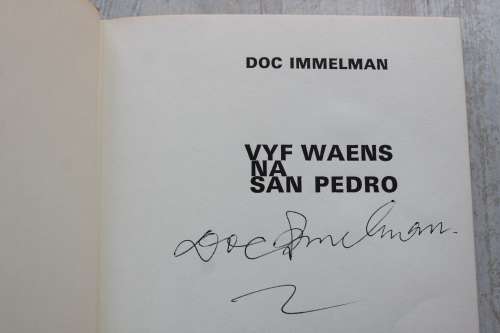 DOC IMMELMAN
VYF WAENS
NA
SAN PEDRO
Doc Immelman.